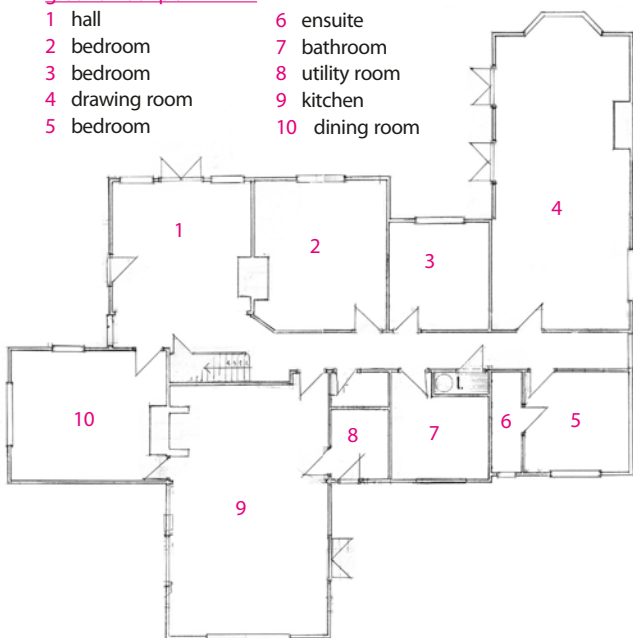 1 hall
2 bedroom
3 bedroom
4 drawing room
5 bedroom
6 ensuite
7 bathroom
8 utility room
9 kitchen
10 dining room
1
2
3
4
5
6
7
8
9
10